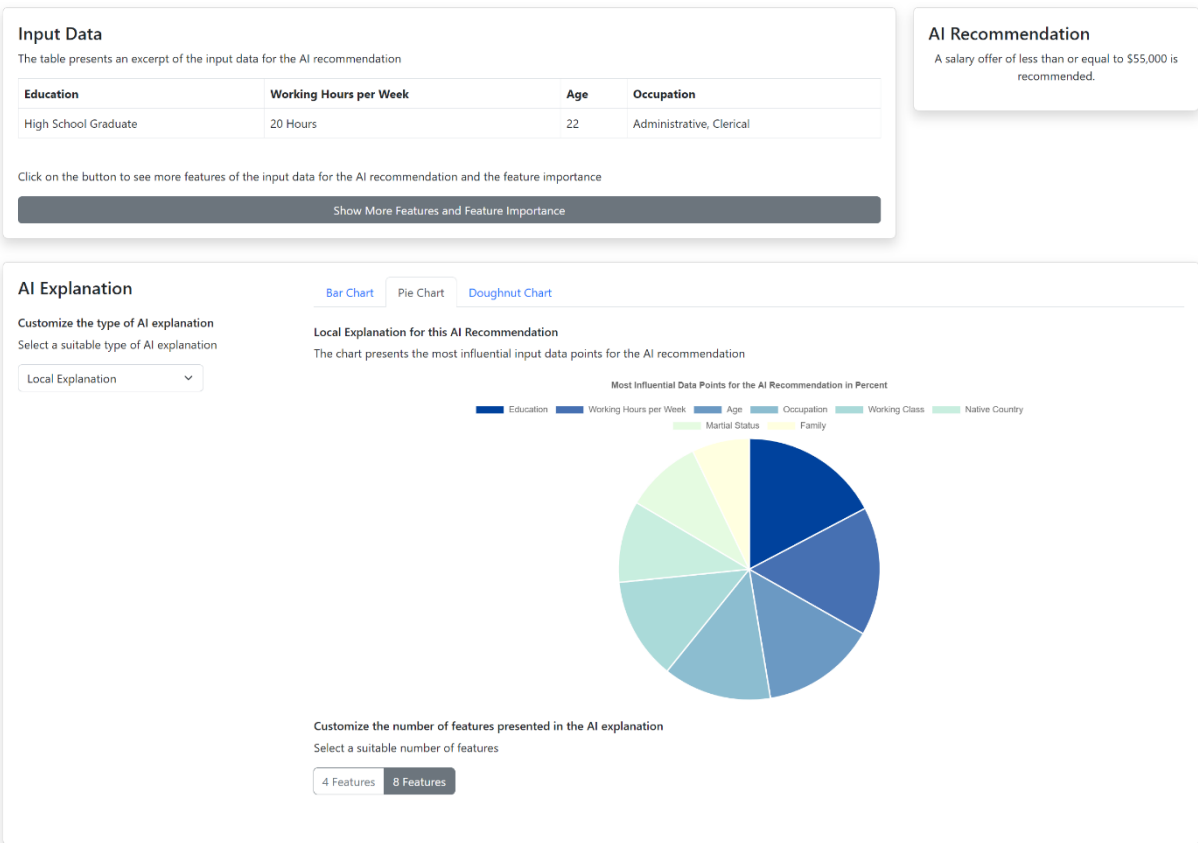 Input Data
The table presents an excerpt of the input data for the AI recommendation
Education Working Hours per Week Age Occupation
High School Graduate 20 Hours 22 Administrative, Clerical
Click on the button to see more features of the input data for the AI recommendation and the feature importance
Show More Features and Feature Importance
AI Recommendation
A salary offer of less than or equal to $55,000 is
recommended.
AI Explanation
Customize the type of AI explanation
Select a suitable type of AI explanation
Local Explanation
Bar Chart Pie Chart Doughnut Chart
Local Explanation for this AI Recommendation
The chart presents the most influential input data points for the AI recommendation
Most Influential Data Points for the AI Recommendation in Percent
Education Working Hours per Week Age Occupation Working Class Native Country
Martial Status Family
Customize the number of features presented in the AI explanation
Select a suitable number of features
4 Features 8 Features